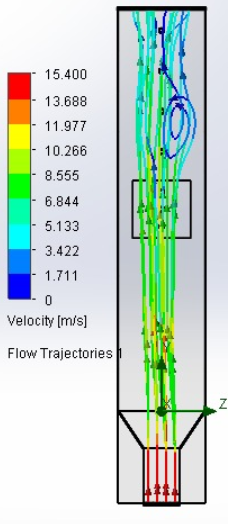 15.400
13.688
11.977
10.266
8.555
6.844
5.133
3.422
1.711
0
Velocity [m/s]
Flow Trajectories 1
X
Z